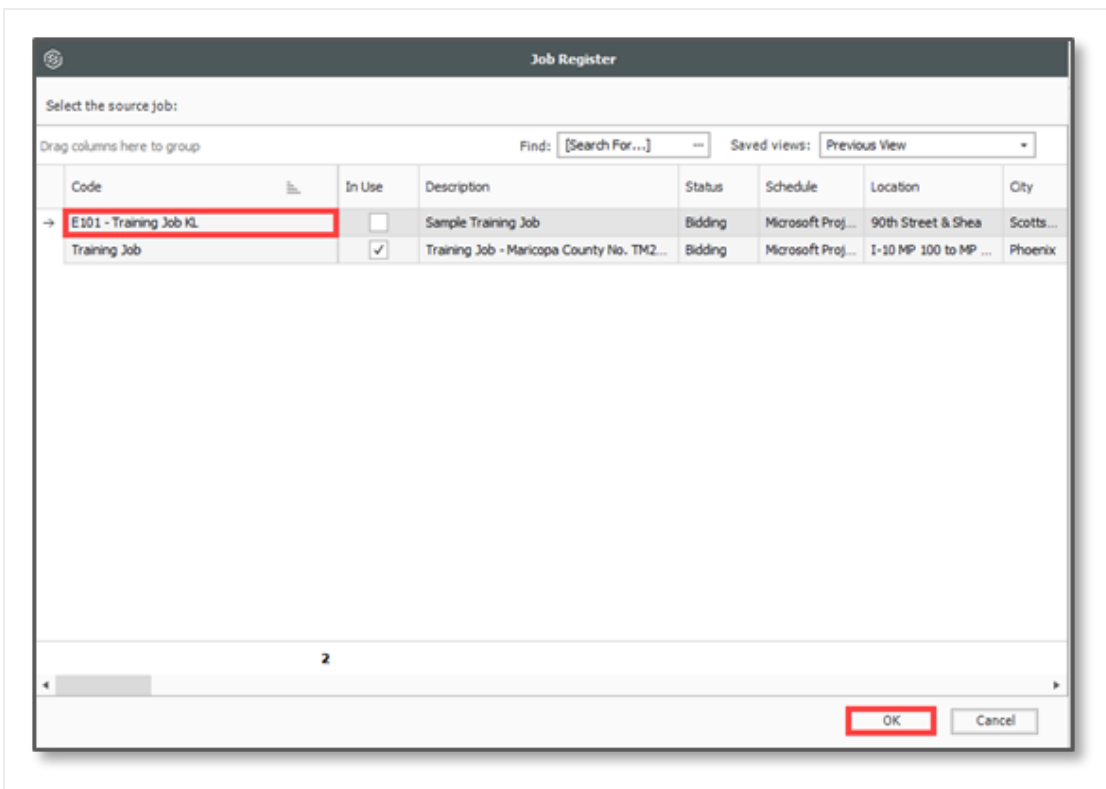 Job Register
Select the source job:
Drag columns here to group Find: [Search For...] ... Saved views: Previous View
Code In Use Description Status Schedule Location City
E101 - Training Job KL Sample Training Job Bidding Microsoft Proj... 90th Street & Shea Scotts...
Training Job Training Job - Maricopa County No. TM2... Bidding Microsoft Proj... I-10 MP 100 to MP ... Phoenix
2
OK Cancel